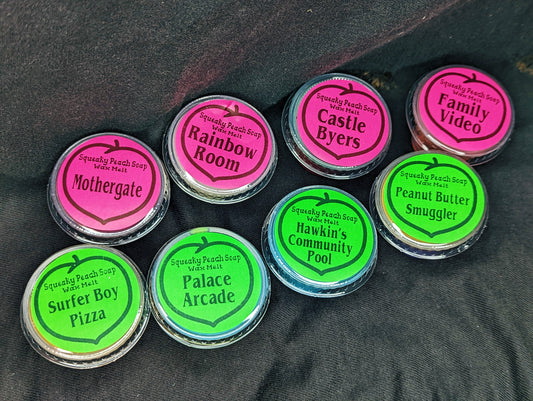 Squeaky Peach Soap
Wax Melt
Mothergate
Squeaky Peach Soap
Wax Melt
Rainbow
Room
Squeaky Peach Soap
Wax Melt
Castle
Byers
Squeaky Peach Soap
Wax Melt
Family
Video
Squeaky Peach Soap
Wax Melt
Surfer Boy
Pizza
Squeaky Peach Soap
Wax Melt
Palace
Arcade
Squeaky Peach Soap
Wax Melt
Hawkin's
Community
Pool
Squeaky Peach Soap
Wax Melt
Peanut Butter
Smuggler